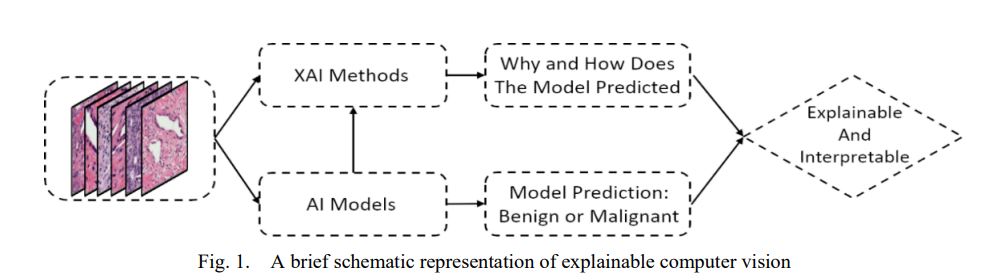 XAI Methods
Why and How Does
The Model Predicted
Explainable
And
Interpretable
AI Models
Model Prediction:
Benign or Malignant
Fig. 1. A brief schematic representation of explainable computer vision